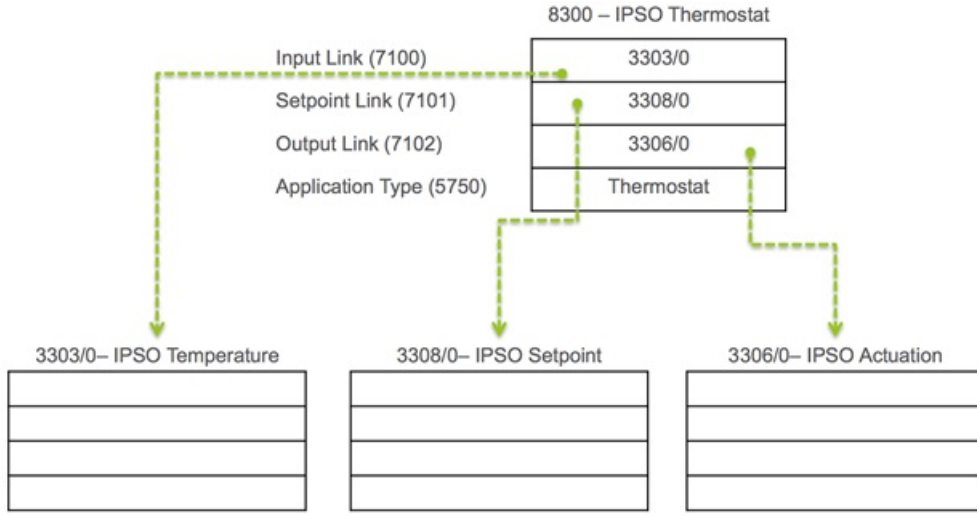 8300 – IPSO Thermostat
Input Link (7100) 3303/0
Setpoint Link (7101) 3308/0
Output Link (7102) 3306/0
Application Type (5750) Thermostat
3303/0– IPSO Temperature 3308/0– IPSO Setpoint 3306/0– IPSO Actuation